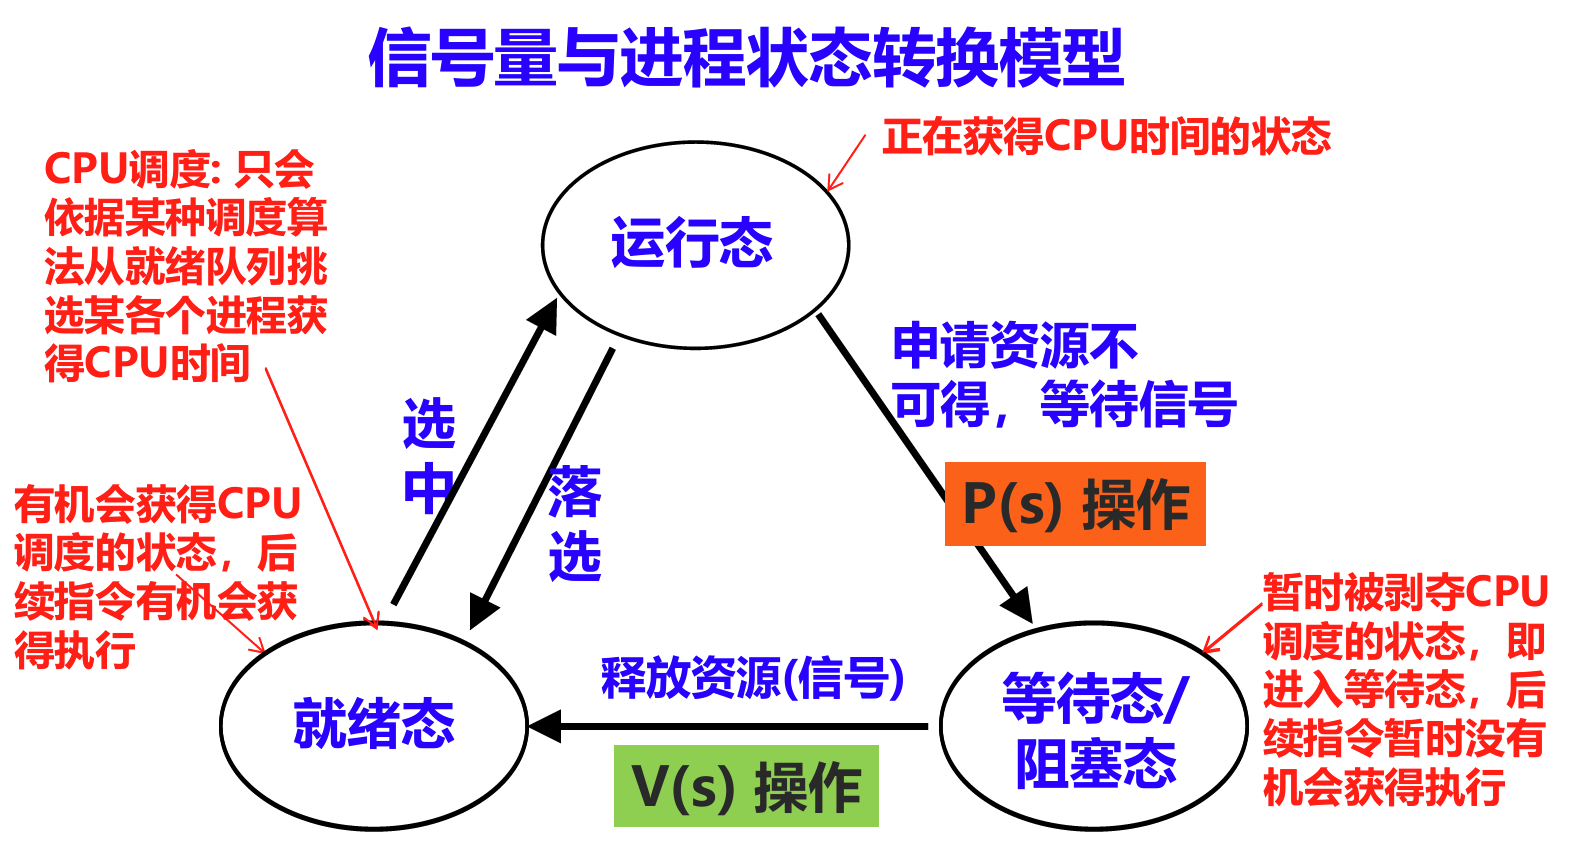 信号量与进程状态转换模型
正在获得CPU时间的状态
CPU调度: 只会
依据某种调度算
法从就绪队列挑
选某各个进程获
得CPU时间
运行态
申请资源不
可得，等待信号
选
中
落
选
P(s) 操作
有机会获得CPU
调度的状态，后
续指令有机会获
得执行
暂时被剥夺CPU
调度的状态，即
进入等待态，后
续指令暂时没有
机会获得执行
就绪态
释放资源(信号)
V(s) 操作
等待态/
阻塞态